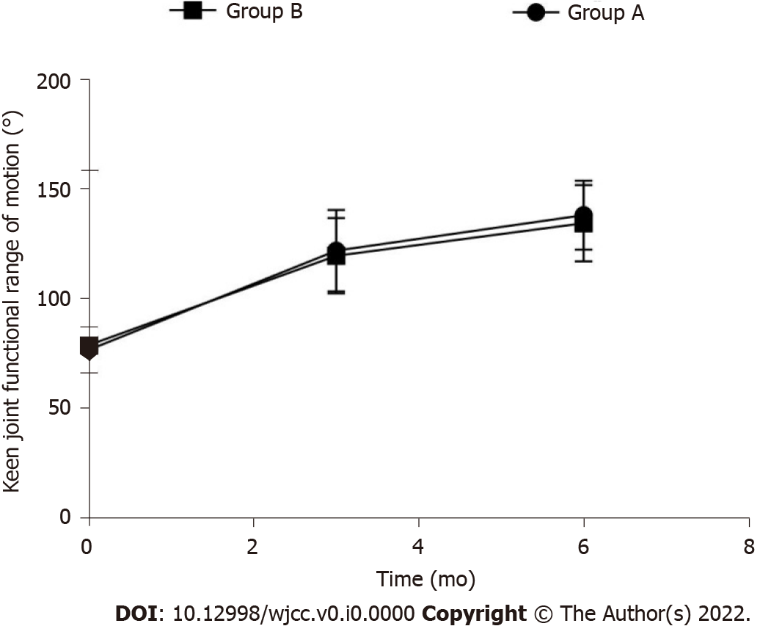 Group B Group A
Keen joint functional range of motion (°)
200
150
100
50
0
0 2 4 6 8
Time (mo)
DOI: 10.12998/wjcc.v0.i0.0000 Copyright © The Author(s) 2022.